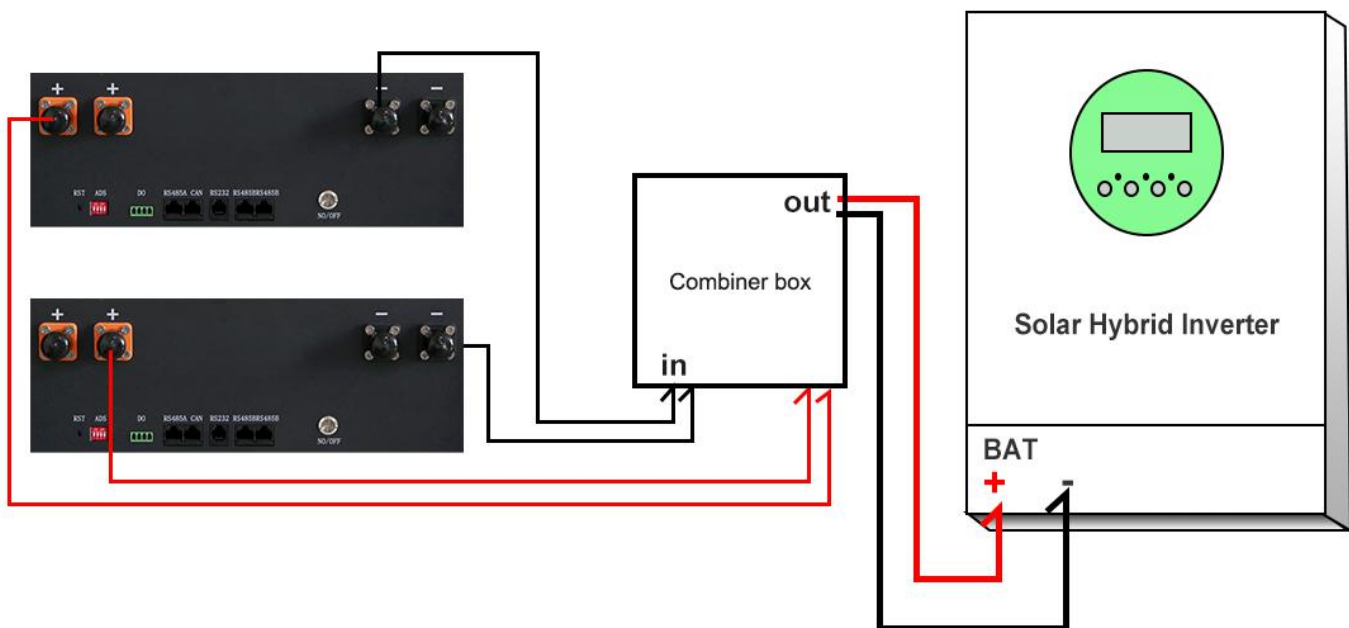 + + - -
RST ADS DO RS485A CAN RS232 RS485B RS485B
NO/OFF
+ + - -
RST ADS DO RS485A CAN RS232 RS485B RS485B
NO/OFF
out
Combiner box
in
Solar Hybrid Inverter
BAT
+ -